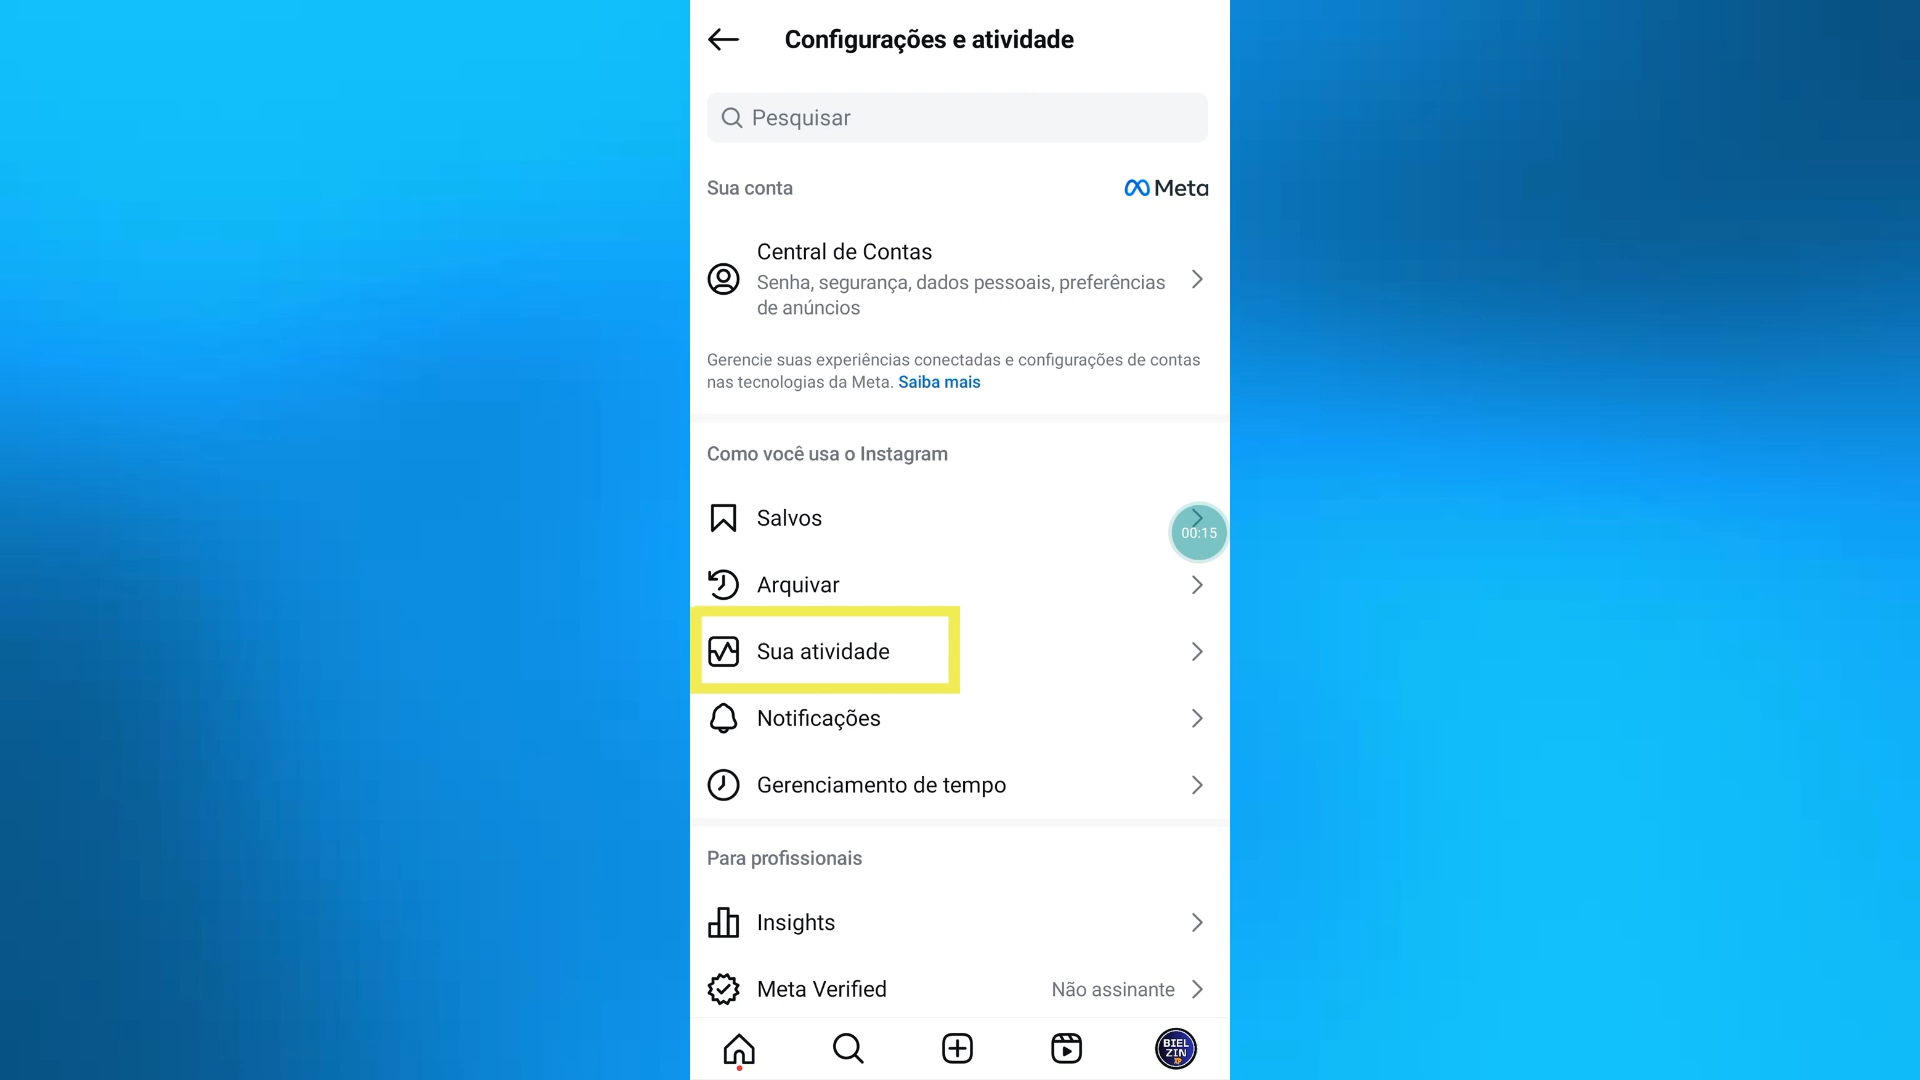 Configurações e atividade
Pesquisar
Sua conta
Meta
Central de Contas
Senha, segurança, dados pessoais, preferências
de anúncios
Gerencie suas experiências conectadas e configurações de contas
nas tecnologias da Meta. Saiba mais
Como você usa o Instagram
Salvos
00:15
Arquivar
Sua atividade
Notificações
Gerenciamento de tempo
Para profissionais
Insights
Meta Verified
Não assinante
BIEL
ZIN
XP